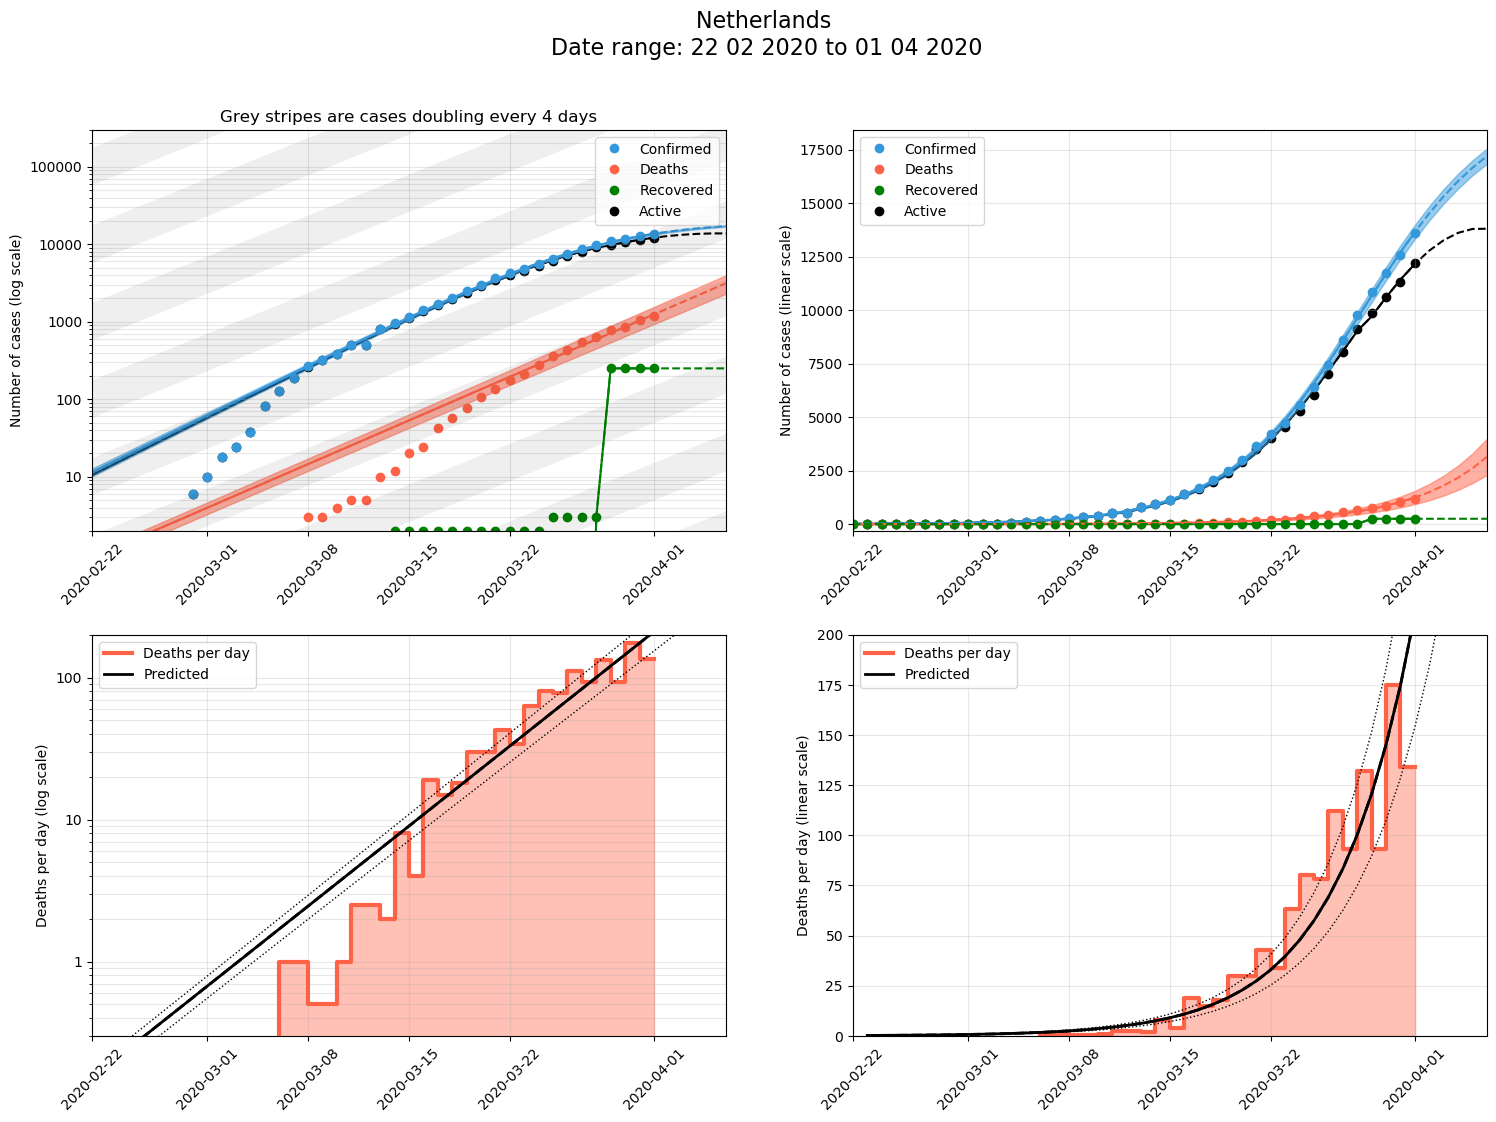 Netherlands
Date range: 22 02 2020 to 01 04 2020
Grey stripes are cases doubling every 4 days
Number of cases (log scale)
100000
10000
1000
100
10
Confirmed
Deaths
Recovered
Active
2020-02-22
2020-03-01
2020-03-08
2020-03-15
2020-03-22
2020-04-01
Number of cases (linear scale)
17500
15000
12500
10000
7500
5000
2500
0
Confirmed
Deaths
Recovered
Active
2020-02-22
2020-03-01
2020-03-08
2020-03-15
2020-03-22
2020-04-01
Deaths per day (log scale)
100
10
1
Deaths per day
Predicted
2020-02-22
2020-03-01
2020-03-08
2020-03-15
2020-03-22
2020-04-01
Deaths per day (linear scale)
200
175
150
125
100
75
50
25
0
Deaths per day
Predicted
2020-02-22
2020-03-01
2020-03-08
2020-03-15
2020-03-22
2020-04-01